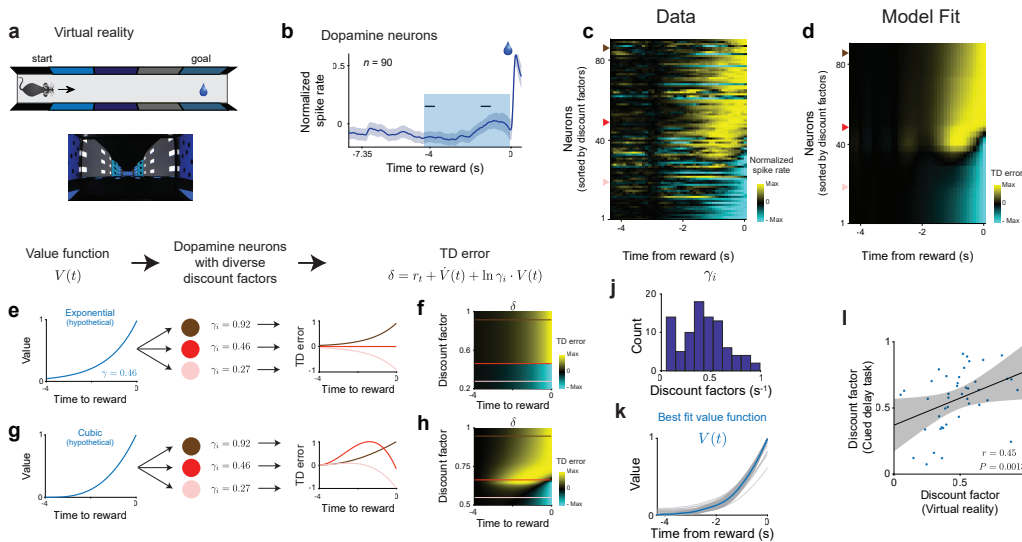 a
Virtual reality
start
goal
b
Dopamine neurons
n = 90
Normalized
spike rate
0.5
0
-7.35
-4
0
Time to reward (s)
Data
c
Neurons
(sorted by discount factors)
80
40
1
-4
-2
0
Time from reward (s)
Normalized
spike rate
Max
0
- Max
Model Fit
d
Neurons
(sorted by discount factors)
80
40
1
-4
-2
0
Time from reward (s)
TD error
Max
0
- Max
Value function
V(t)
Dopamine neurons
with diverse
discount factors
TD error
δ = r_t + V̇(t) + ln γ_i · V(t)
e
Exponential
(hypothetical)
Value
1
0
γ = 0.46
-4
0
Time to reward
γ_i = 0.92
γ_i = 0.46
γ_i = 0.27
TD error
1
0
-1
-4
0
Time to reward
f
δ
Discount factor
1
0.6
0.2
-4
0
Time to reward
TD error
Max
0
- Max
g
Cubic
(hypothetical)
Value
1
0
-4
0
Time to reward
γ_i = 0.92
γ_i = 0.46
γ_i = 0.27
TD error
1
0
-1
-4
0
Time to reward
h
δ
Discount factor
1
0.75
0.5
-4
0
Time to reward
TD error
Max
0
- Max
j
γ_i
Count
20
10
0
0
0.5
1
Discount factors (s⁻¹)
k
Best fit value function
V(t)
Value
1
0
-4
-2
0
Time from reward (s)
l
Discount factor
(Cued delay task)
1
0.5
0
0.5
r = 0.45
P = 0.0013
Discount factor
(Virtual reality)